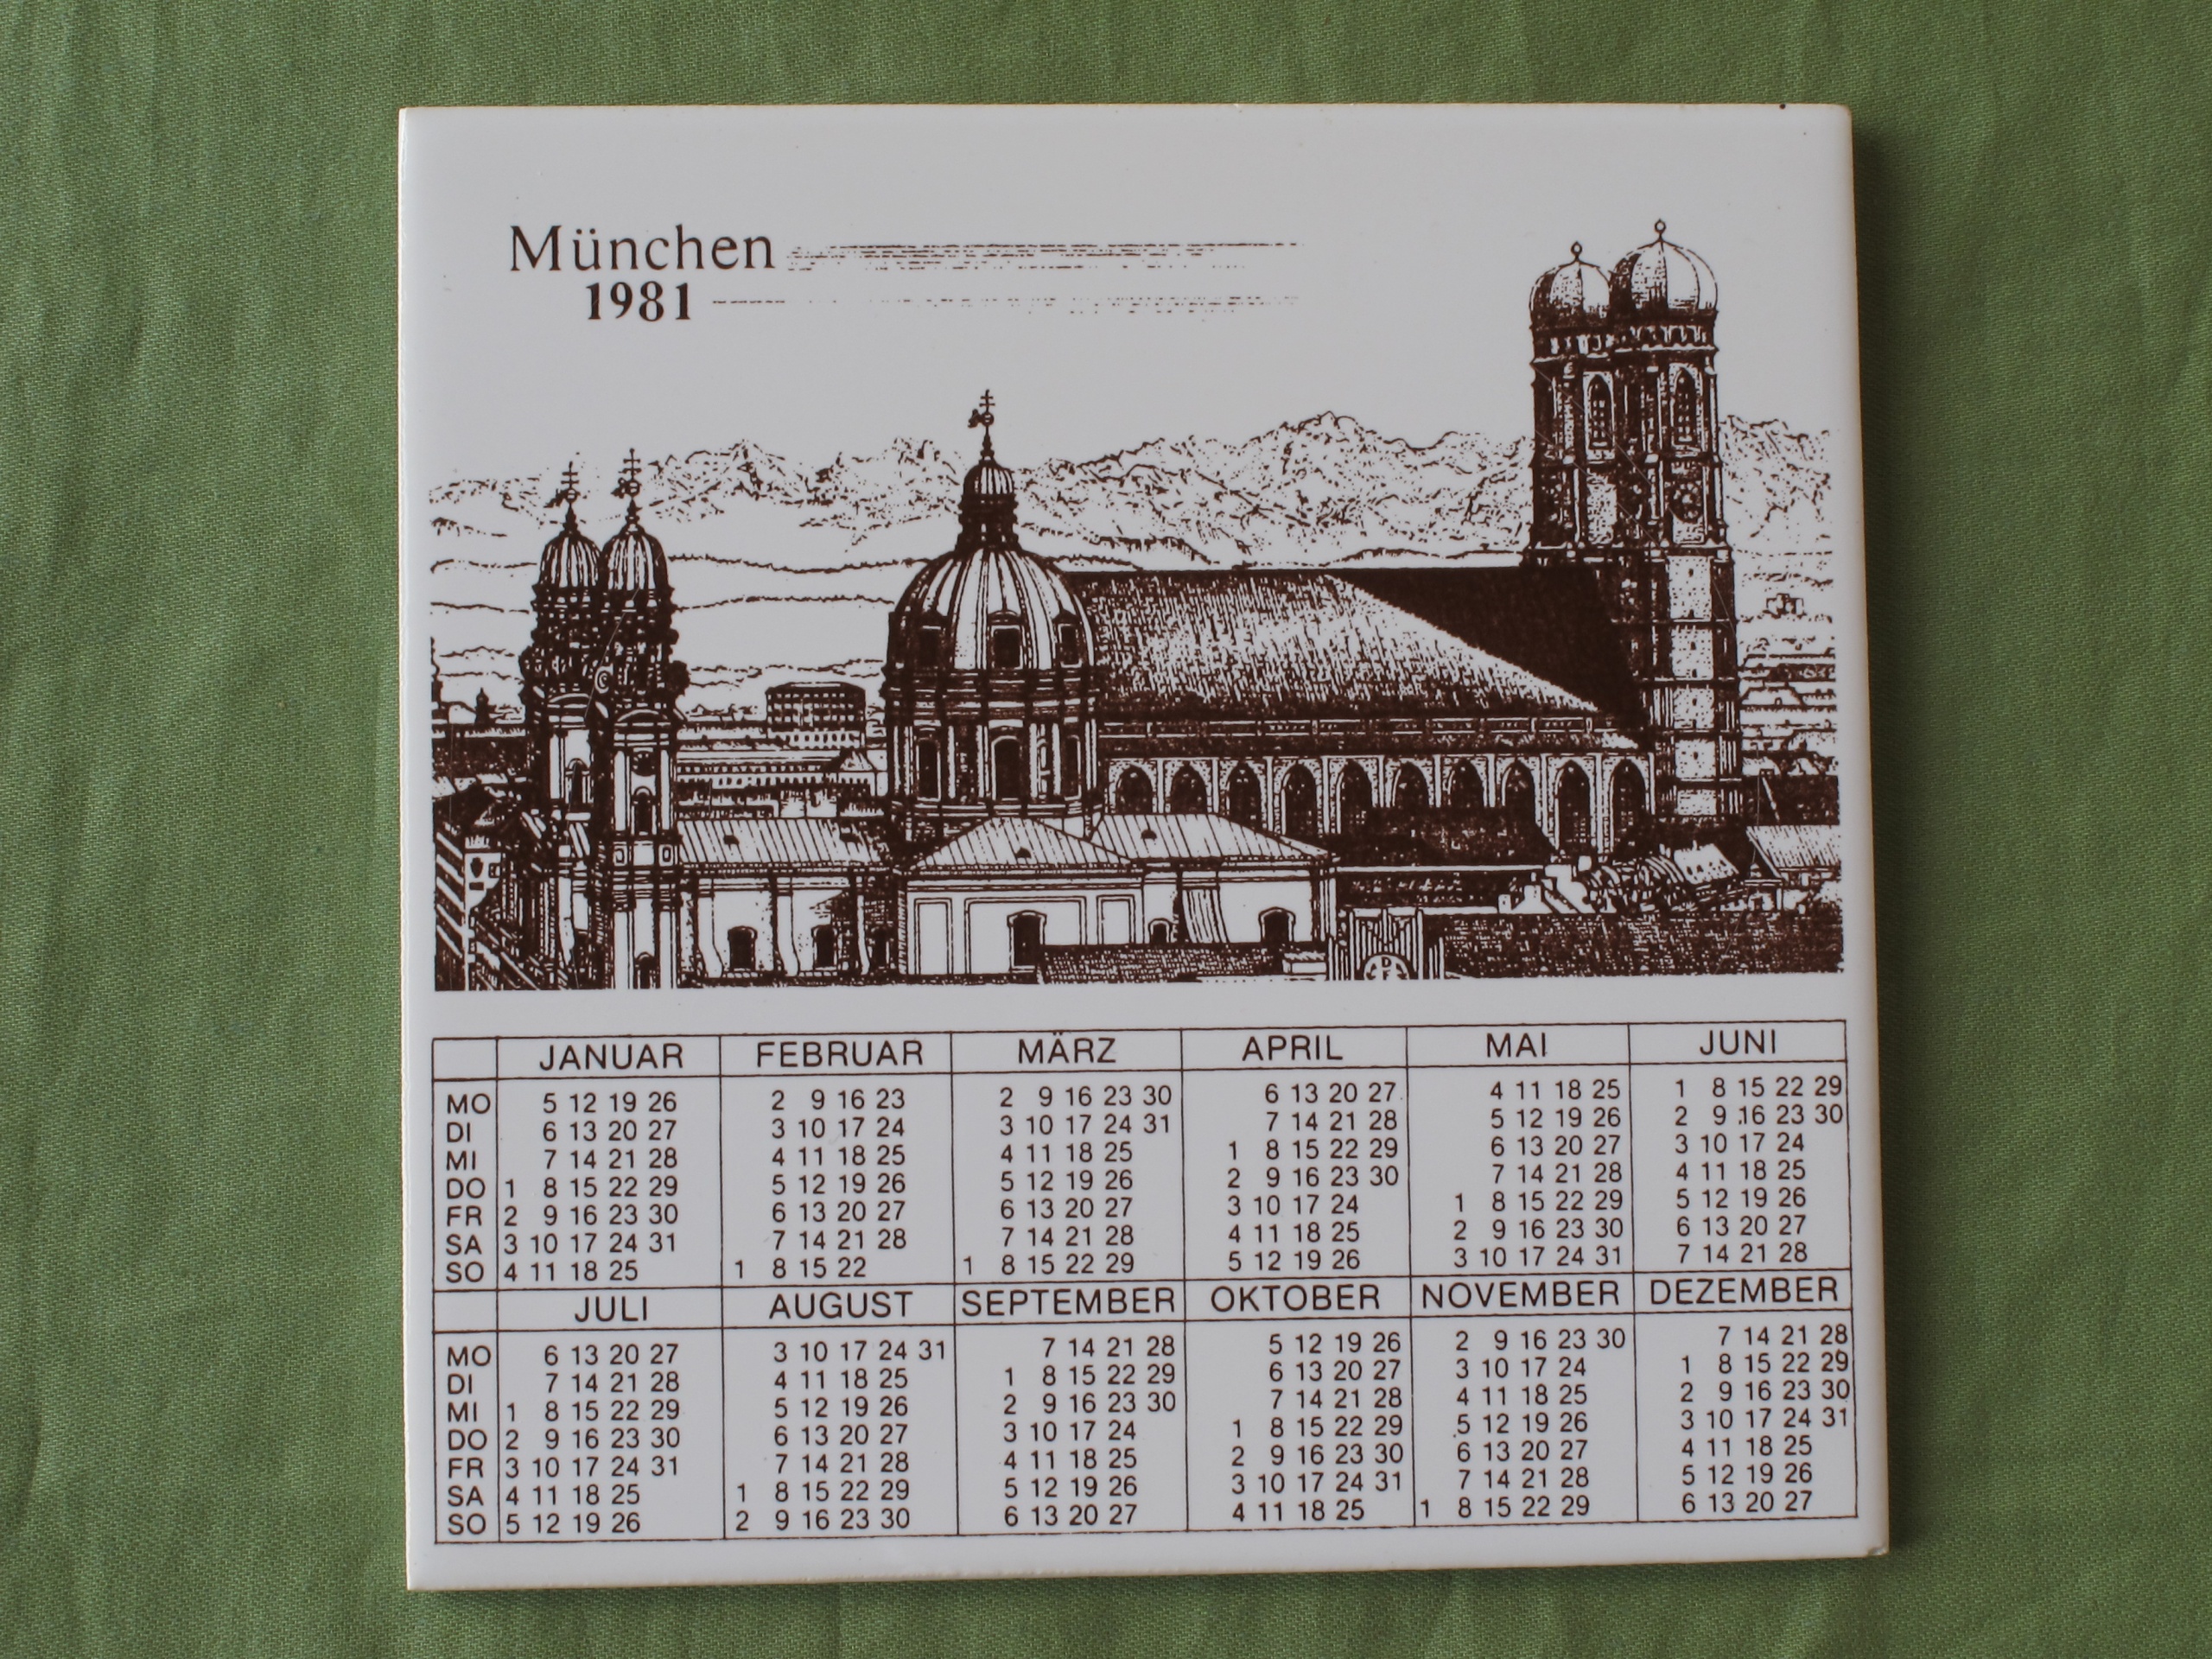 München
1981
JANUAR FEBRUAR MÄRZ APRIL MAI JUNI
MO 5 12 19 26 2 9 16 23 2 9 16 23 30 6 13 20 27 4 11 18 25 1 8 15 22 29
DI 6 13 20 27 3 10 17 24 3 10 17 24 31 7 14 21 28 5 12 19 26 2 9 16 23 30
MI 7 14 21 28 4 11 18 25 4 11 18 25 1 8 15 22 29 6 13 20 27 3 10 17 24
DO 1 8 15 22 29 5 12 19 26 5 12 19 26 2 9 16 23 30 7 14 21 28 4 11 18 25
FR 2 9 16 23 30 6 13 20 27 6 13 20 27 3 10 17 24 1 8 15 22 29 5 12 19 26
SA 3 10 17 24 31 7 14 21 28 7 14 21 28 4 11 18 25 2 9 16 23 30 6 13 20 27
SO 4 11 18 25 1 8 15 22 1 8 15 22 29 5 12 19 26 3 10 17 24 31 7 14 21 28
JULI AUGUST SEPTEMBER OKTOBER NOVEMBER DEZEMBER
MO 6 13 20 27 3 10 17 24 31 7 14 21 28 5 12 19 26 2 9 16 23 30 7 14 21 28
DI 7 14 21 28 4 11 18 25 1 8 15 22 29 6 13 20 27 3 10 17 24 1 8 15 22 29
MI 1 8 15 22 29 5 12 19 26 2 9 16 23 30 7 14 21 28 4 11 18 25 2 9 16 23 30
DO 2 9 16 23 30 6 13 20 27 3 10 17 24 1 8 15 22 29 5 12 19 26 3 10 17 24 31
FR 3 10 17 24 31 7 14 21 28 4 11 18 25 2 9 16 23 30 6 13 20 27 4 11 18 25
SA 4 11 18 25 1 8 15 22 29 5 12 19 26 3 10 17 24 31 7 14 21 28 5 12 19 26
SO 5 12 19 26 2 9 16 23 30 6 13 20 27 4 11 18 25 1 8 15 22 29 6 13 20 27